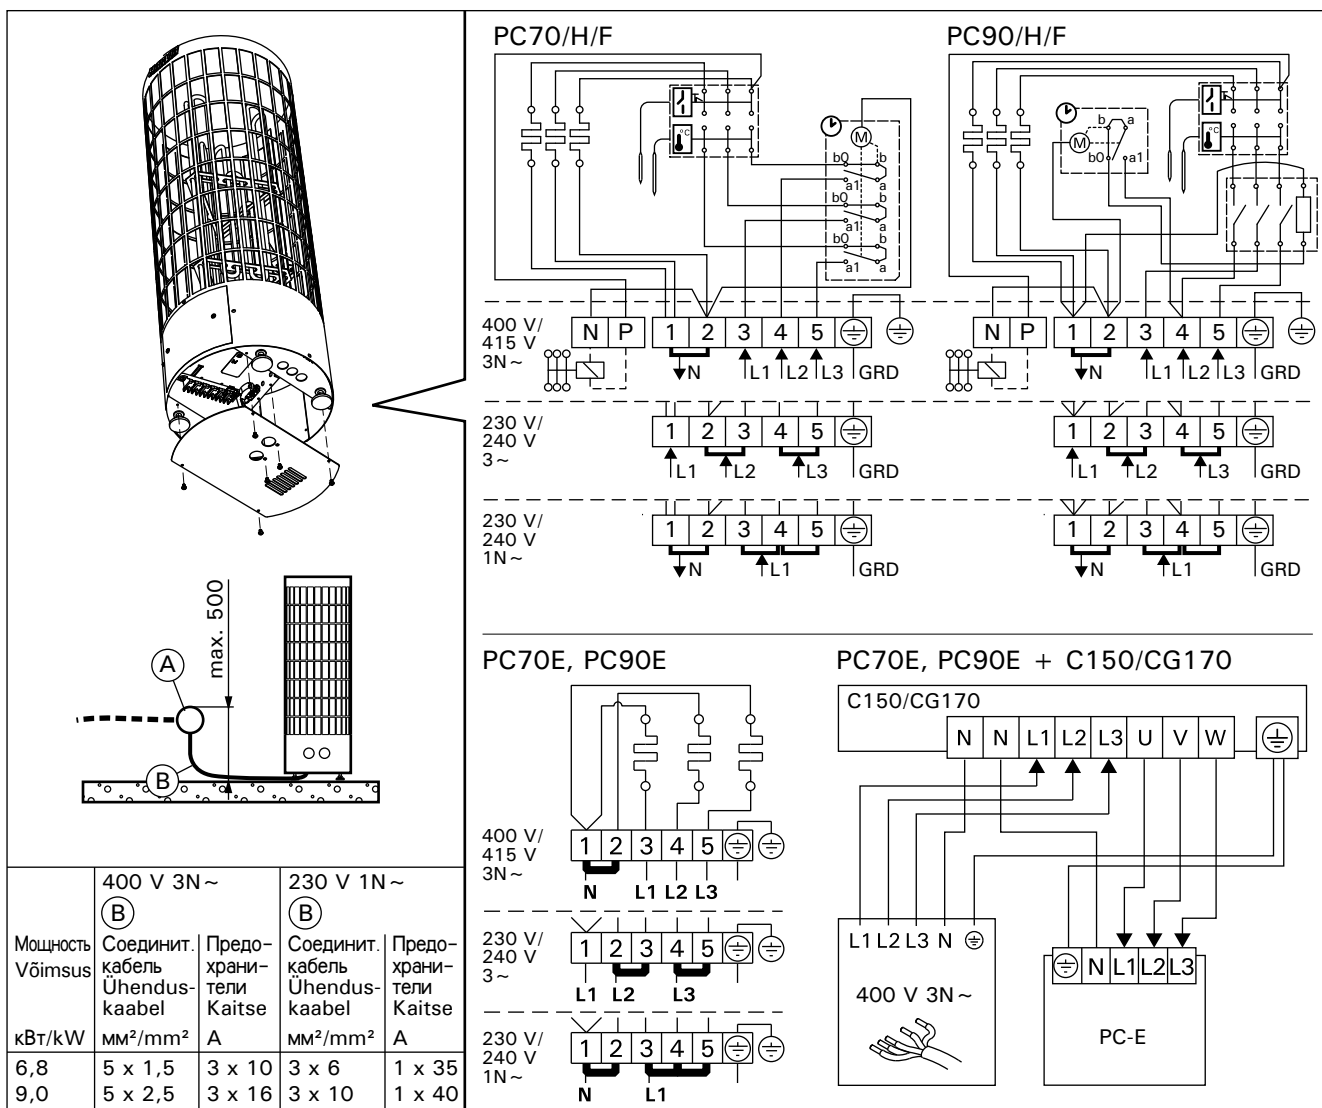 max. 500
A
B
400 V 3N~
230 V 1N~
B
B
Мощность
Võimsus
Соединит.
кабель
Ühendus-
kaabel
Предо-
храни-
тели
Kaitse
Соединит.
кабель
Ühendus-
kaabel
Предо-
храни-
тели
Kaitse
кВт/kW
мм²/mm²
A
мм²/mm²
A
6,8
5 x 1,5
3 x 10
3 x 6
1 x 35
9,0
5 x 2,5
3 x 16
3 x 10
1 x 40
PC70/H/F
°C
M
b0
b
a1
a
b0
b
a1
a
b0
b
a1
a
400 V/
415 V
3N~
N P
1 2 3 4 5
N L1 L2 L3 GRD
230 V/
240 V
3~
1 2 3 4 5
L1 L2 L3 GRD
230 V/
240 V
1N~
1 2 3 4 5
N L1 GRD
PC90/H/F
b a
M
b0 a1
°C
N P
1 2 3 4 5
N L1 L2 L3 GRD
1 2 3 4 5
L1 L2 L3 GRD
1 2 3 4 5
N L1 GRD
PC70E, PC90E
400 V/
415 V
3N~
1 2 3 4 5
N L1 L2 L3
230 V/
240 V
3~
1 2 3 4 5
L1 L2 L3
230 V/
240 V
1N~
1 2 3 4 5
N L1
PC70E, PC90E + C150/CG170
C150/CG170
N N L1 L2 L3 U V W
L1 L2 L3 N
400 V 3N~
N L1 L2 L3
PC-E